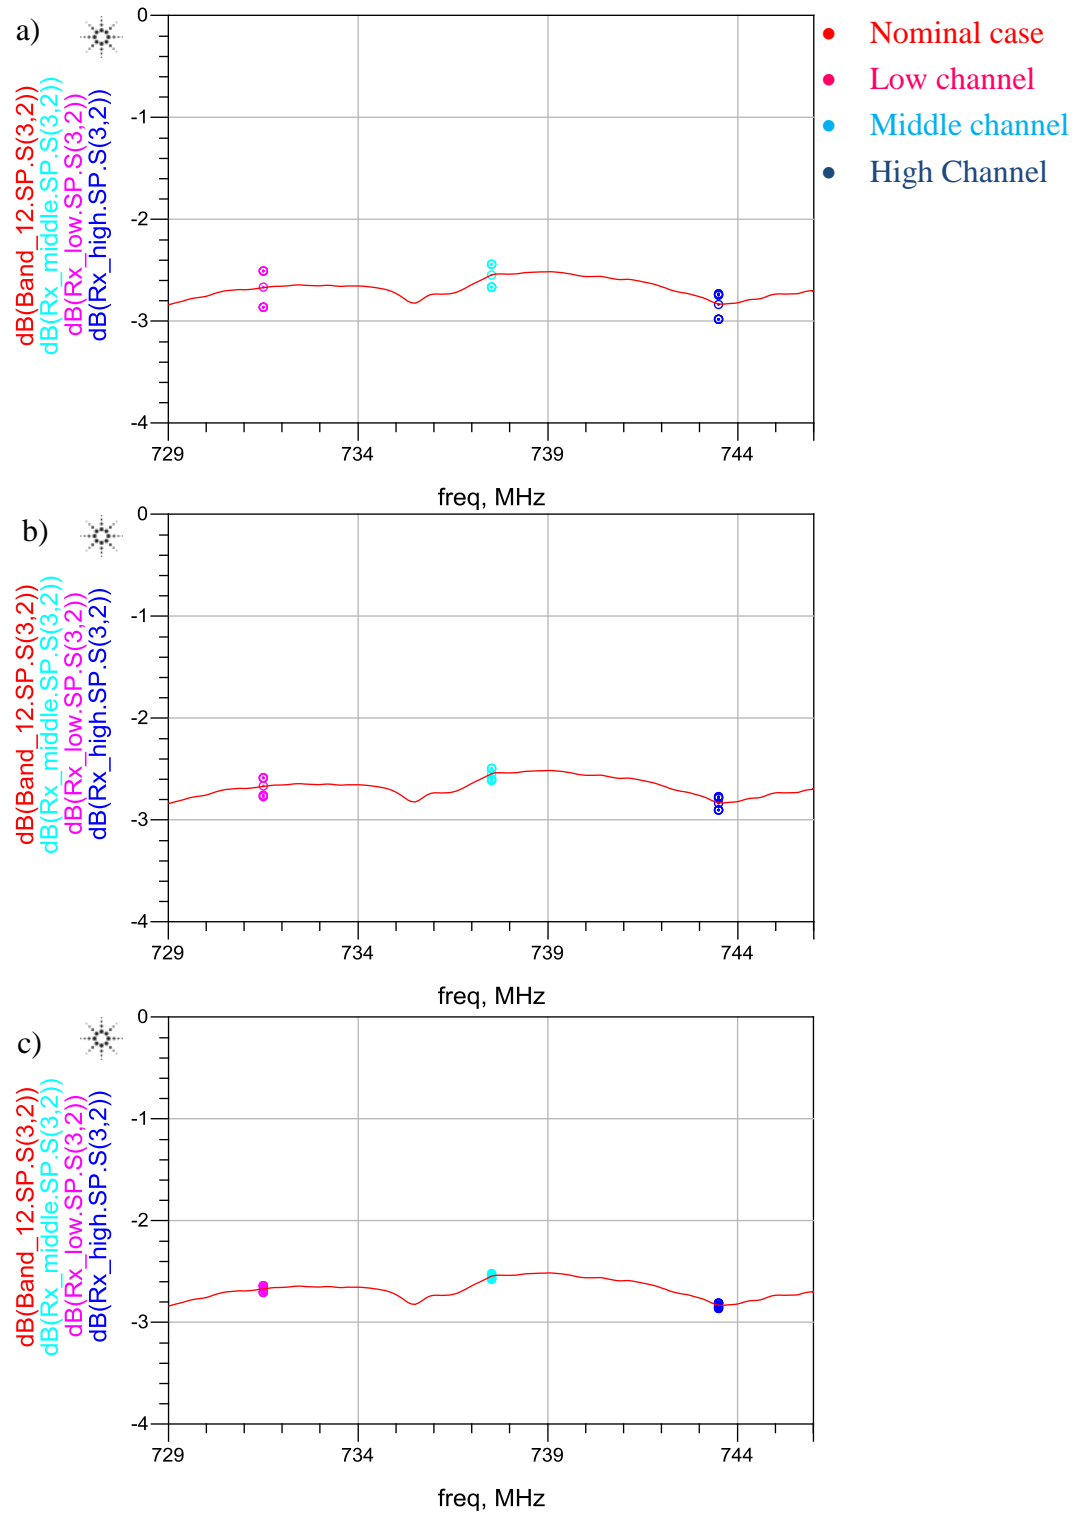 a)
dB(Band_12.SP.S(3,2))
dB(Rx_middle.SP.S(3,2))
dB(Rx_low.SP.S(3,2))
dB(Rx_high.SP.S(3,2))
0
-1
-2
-3
-4
729
734
739
744
freq, MHz
• Nominal case
• Low channel
• Middle channel
• High Channel
b)
dB(Band_12.SP.S(3,2))
dB(Rx_middle.SP.S(3,2))
dB(Rx_low.SP.S(3,2))
dB(Rx_high.SP.S(3,2))
0
-1
-2
-3
-4
729
734
739
744
freq, MHz
c)
dB(Band_12.SP.S(3,2))
dB(Rx_middle.SP.S(3,2))
dB(Rx_low.SP.S(3,2))
dB(Rx_high.SP.S(3,2))
0
-1
-2
-3
-4
729
734
739
744
freq, MHz